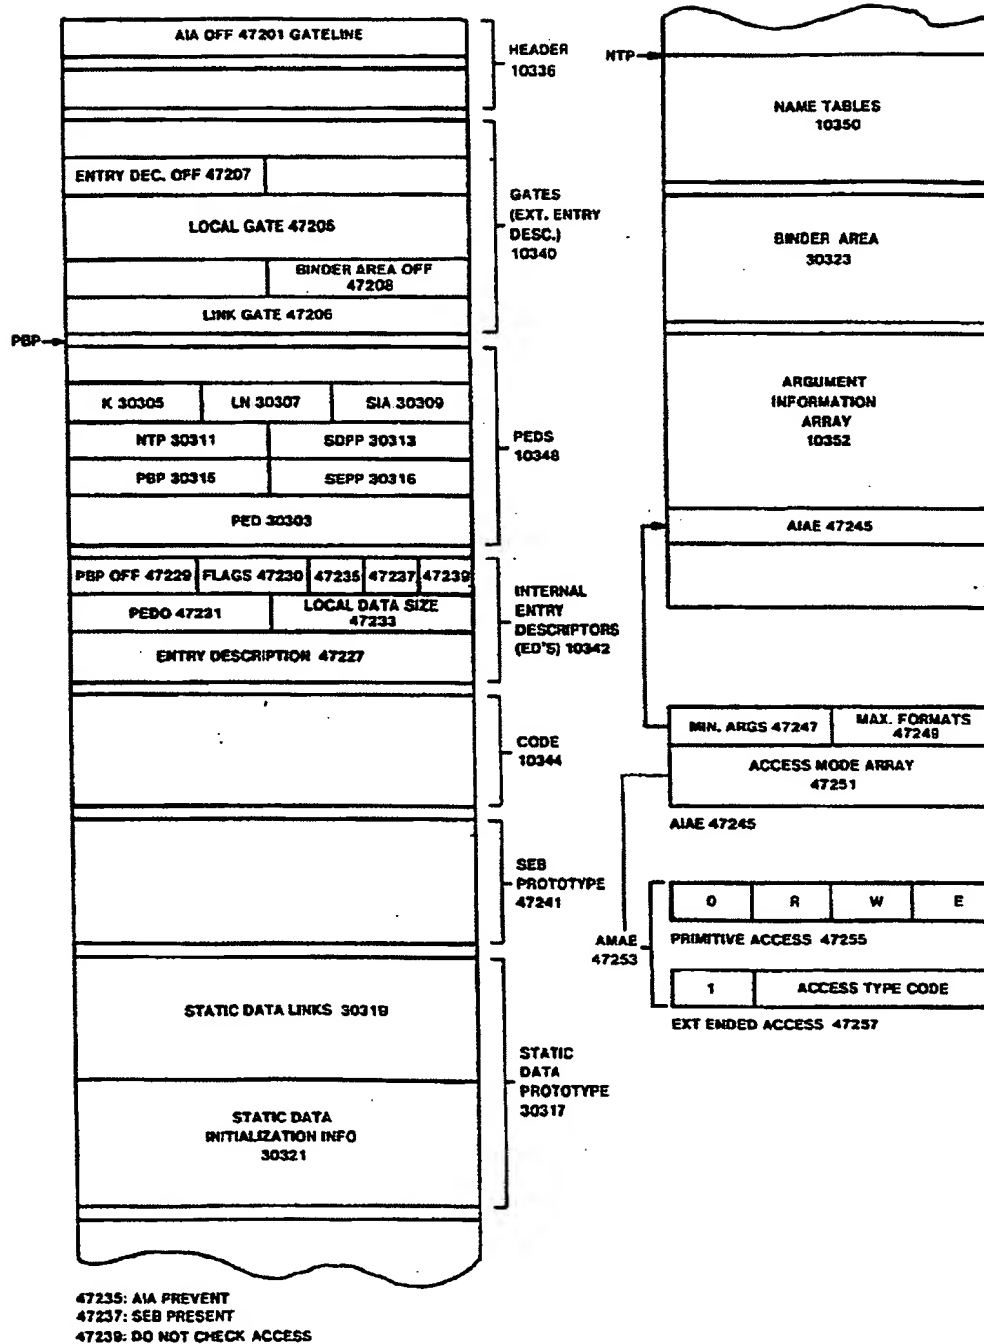 AIA OFF 47201 GATELINE
HEADER
10336
ENTRY DEC. OFF 47207
LOCAL GATE 47205
BINDER AREA OFF
47208
LINK GATE 47206
GATES
(EXT. ENTRY
DESC.)
10340
PBP
K 30305
LN 30307
SIA 30309
NTP 30311
SDPP 30313
PBP 30315
SEPP 30316
PED 30303
PEDS
10348
PBP OFF 47229
FLAGS 47230
47235
47237
47239
PEDO 47231
LOCAL DATA SIZE
47233
ENTRY DESCRIPTION 47227
INTERNAL
ENTRY
DESCRIPTORS
(ED'S) 10342
CODE
10344
SEB
PROTOTYPE
47241
STATIC DATA LINKS 30319
STATIC DATA
INITIALIZATION INFO
30321
STATIC
DATA
PROTOTYPE
30317
47235: AIA PREVENT
47237: SEB PRESENT
47239: DO NOT CHECK ACCESS
NTP
NAME TABLES
10350
BINDER AREA
30323
ARGUMENT
INFORMATION
ARRAY
10352
AIAE 47245
MIN. ARGS 47247
MAX. FORMATS
47249
ACCESS MODE ARRAY
47251
AIAE 47245
AMAE
47253
0 R W E
PRIMITIVE ACCESS 47255
1 ACCESS TYPE CODE
EXT ENDED ACCESS 47257